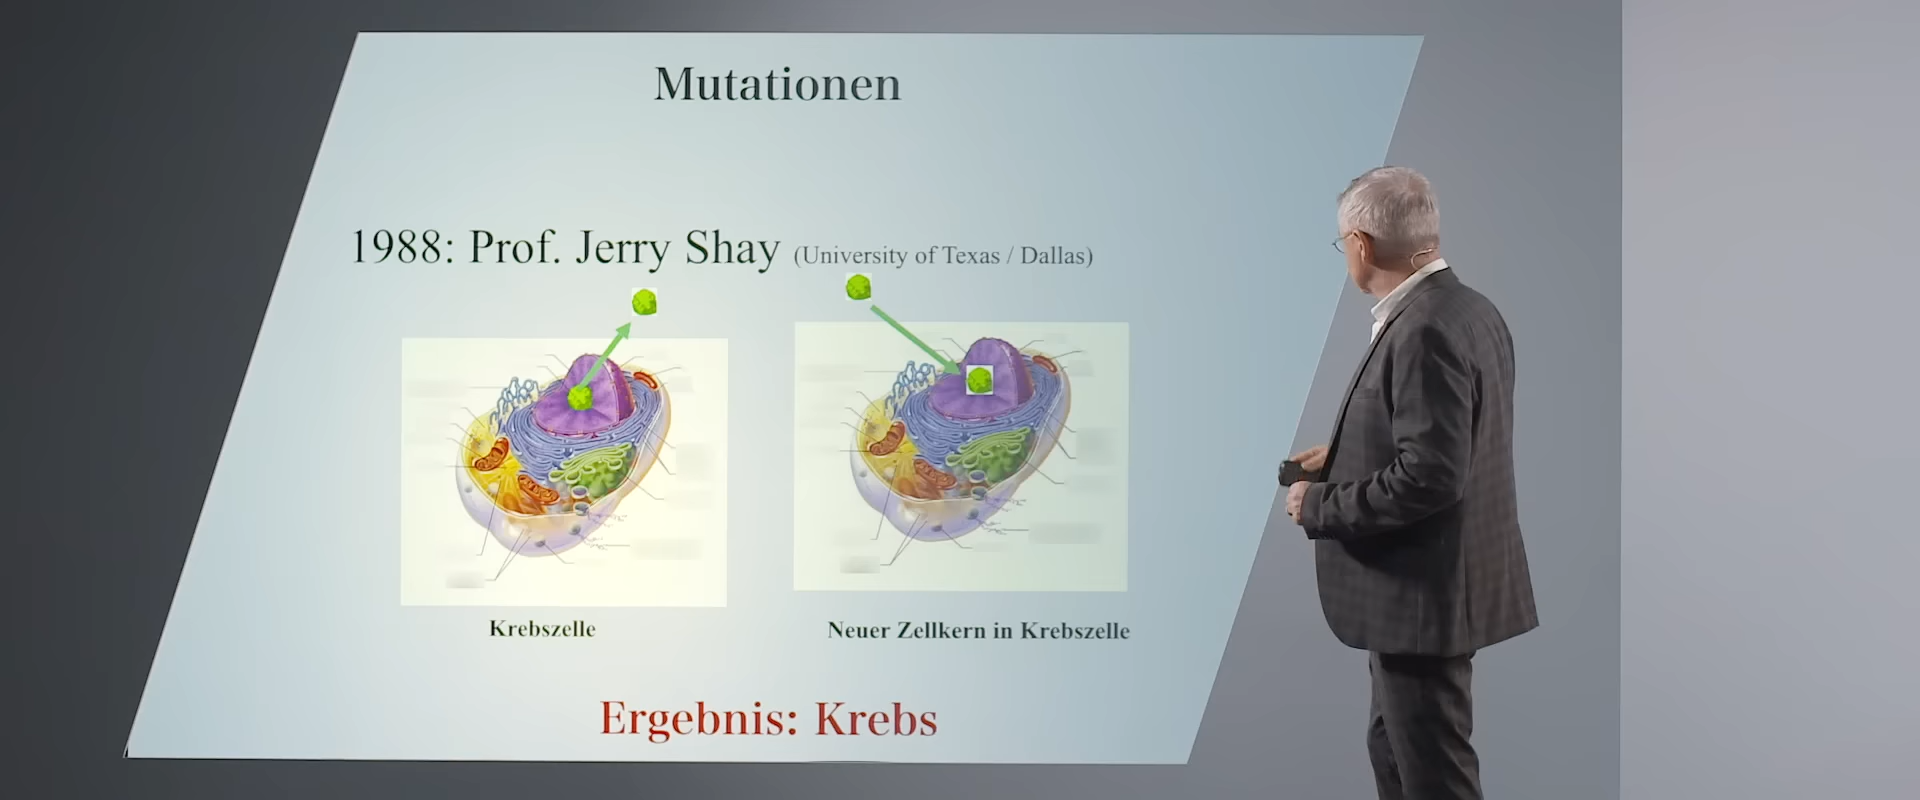 Mutationen
1988: Prof. Jerry Shay (University of Texas / Dallas)
Krebszelle
Neuer Zellkern in Krebszelle
Ergebnis: Krebs